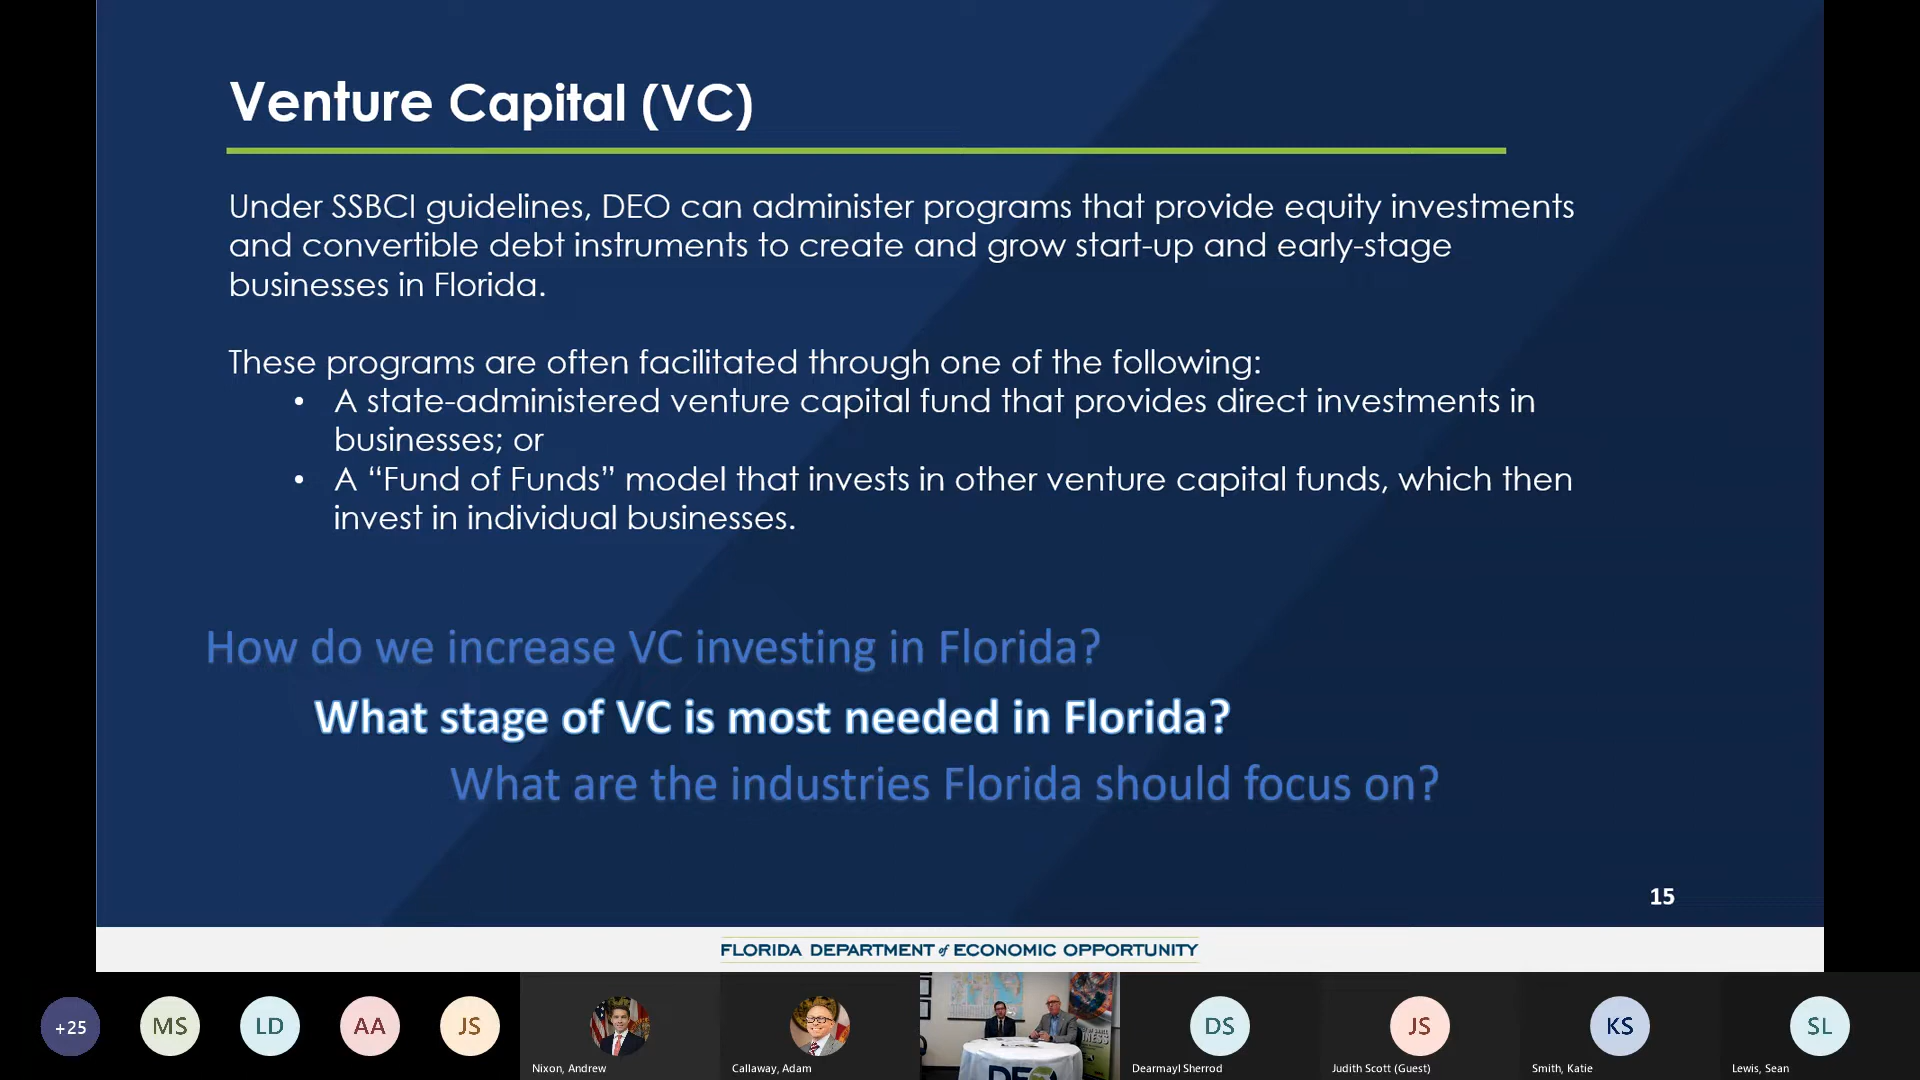 Venture Capital (VC)
Under SSBCI guidelines, DEO can administer programs that provide equity investments
and convertible debt instruments to create and grow start-up and early-stage
businesses in Florida.
These programs are often facilitated through one of the following:
• A state-administered venture capital fund that provides direct investments in
businesses; or
• A “Fund of Funds” model that invests in other venture capital funds, which then
invest in individual businesses.
How do we increase VC investing in Florida?
What stage of VC is most needed in Florida?
What are the industries Florida should focus on?
15
FLORIDA DEPARTMENT of ECONOMIC OPPORTUNITY
+25
MS
LD
AA
JS
Nixon, Andrew
Callaway, Adam
DEO
DS
Dearmayl Sherrod
JS
Judith Scott (Guest)
KS
Smith, Katie
SL
Lewis, Sean